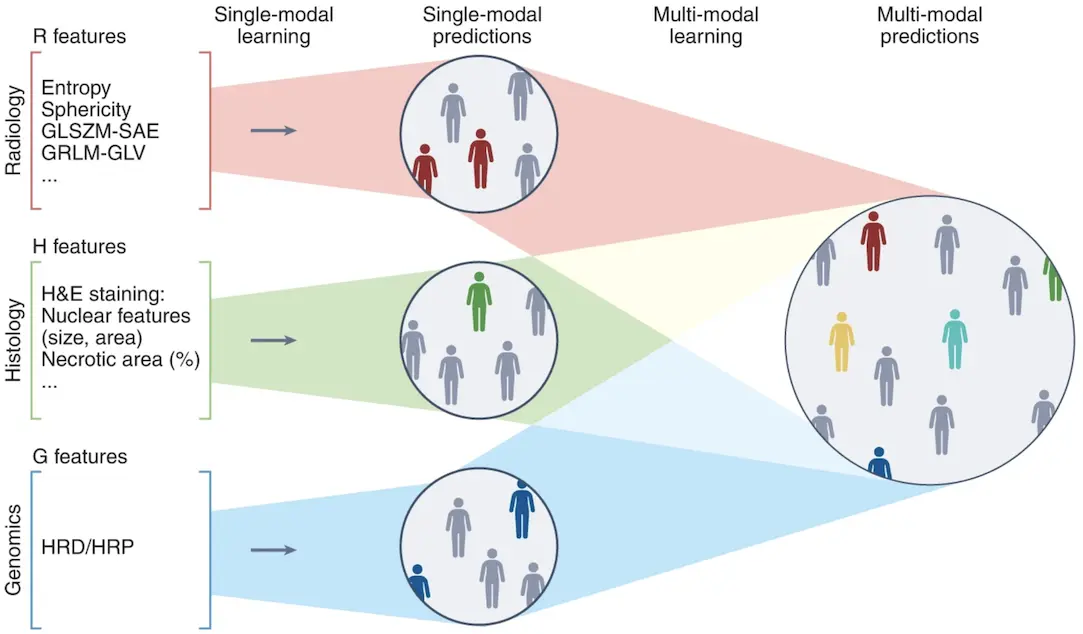 Single-modal
learning
Single-modal
predictions
Multi-modal
learning
Multi-modal
predictions
R features
Radiology
Entropy
Sphericity
GLSZM-SAE
GRLM-GLV
...
H features
Histology
H&E staining:
Nuclear features
(size, area)
Necrotic area (%)
...
G features
Genomics
HRD/HRP